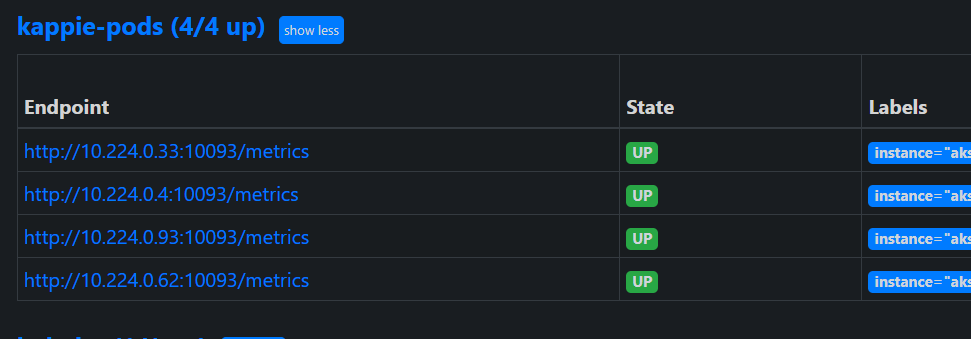 kappie-pods (4/4 up) show less
Endpoint State Labels
http://10.224.0.33:10093/metrics UP instance="aks
http://10.224.0.4:10093/metrics UP instance="aks
http://10.224.0.93:10093/metrics UP instance="aks
http://10.224.0.62:10093/metrics UP instance="aks